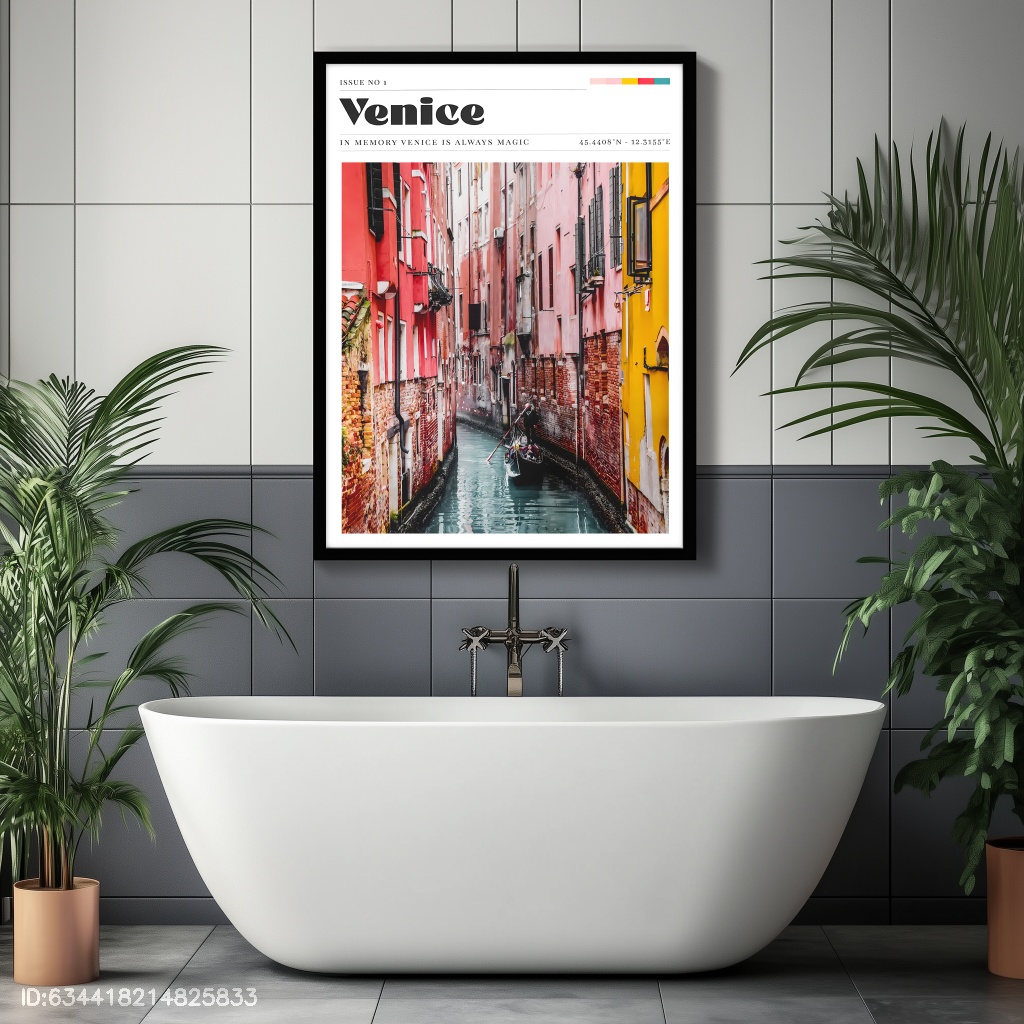 ISSUE NO 1
Venice
IN MEMORY VENICE IS ALWAYS MAGIC
45.4408°N - 12.3155°E
ID:634418214825833